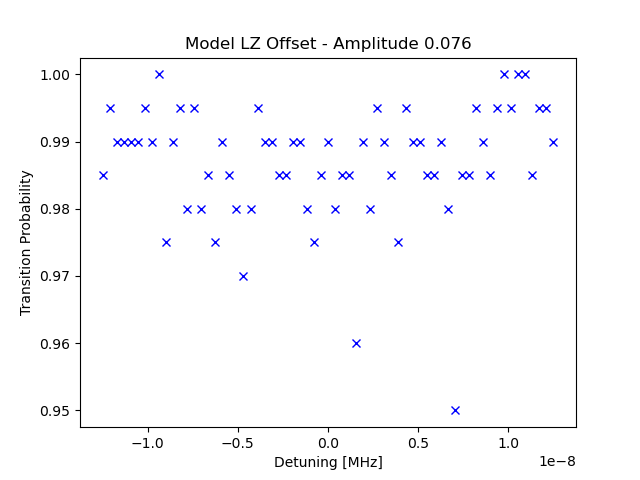 Model LZ Offset - Amplitude 0.076
Transition Probability
1.00
0.99
0.98
0.97
0.96
0.95
−1.0 −0.5 0.0 0.5 1.0
1e−8
Detuning [MHz]